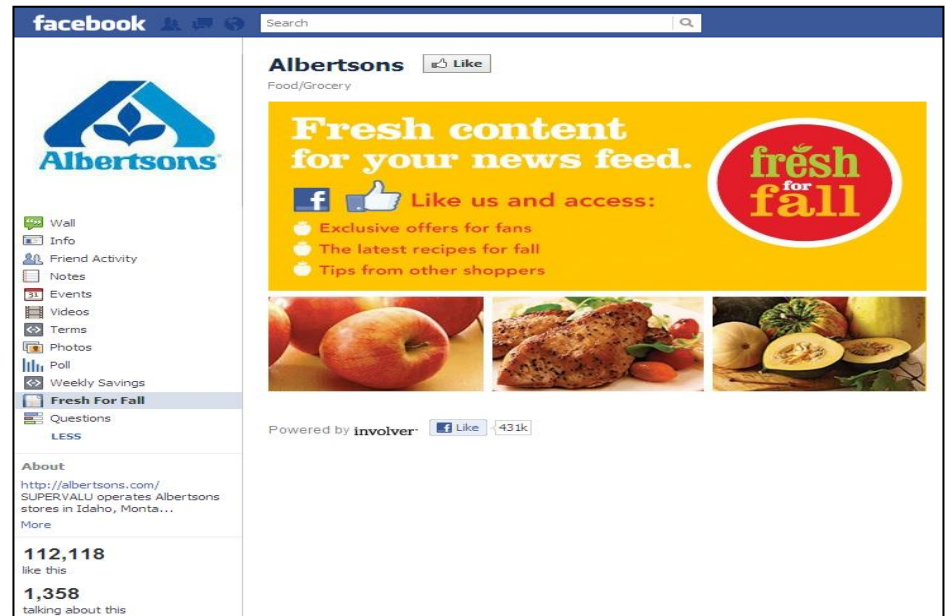 facebook
Search
Albertsons
Wall
Info
Friend Activity
Notes
31 Events
Videos
Terms
Photos
Poll
Weekly Savings
Fresh For Fall
Questions
LESS
About
http://albertsons.com/
SUPERVALU operates Albertsons
stores in Idaho, Monta...
More
112,118
like this
1,358
talking about this
Albertsons Like
Food/Grocery
Fresh content
for your news feed.
f Like us and access:
Exclusive offers for fans
The latest recipes for fall
Tips from other shoppers
fresh
for
fall
Powered by involver f Like 431k